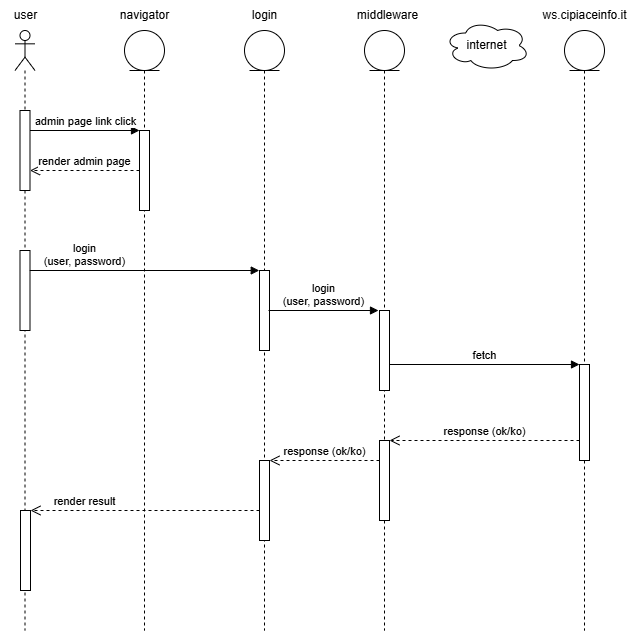 user
navigator
login
middleware
ws.cipiaceinfo.it
internet
admin page link click
render admin page
login
(user, password)
login
(user, password)
fetch
response (ok/ko)
response (ok/ko)
render result